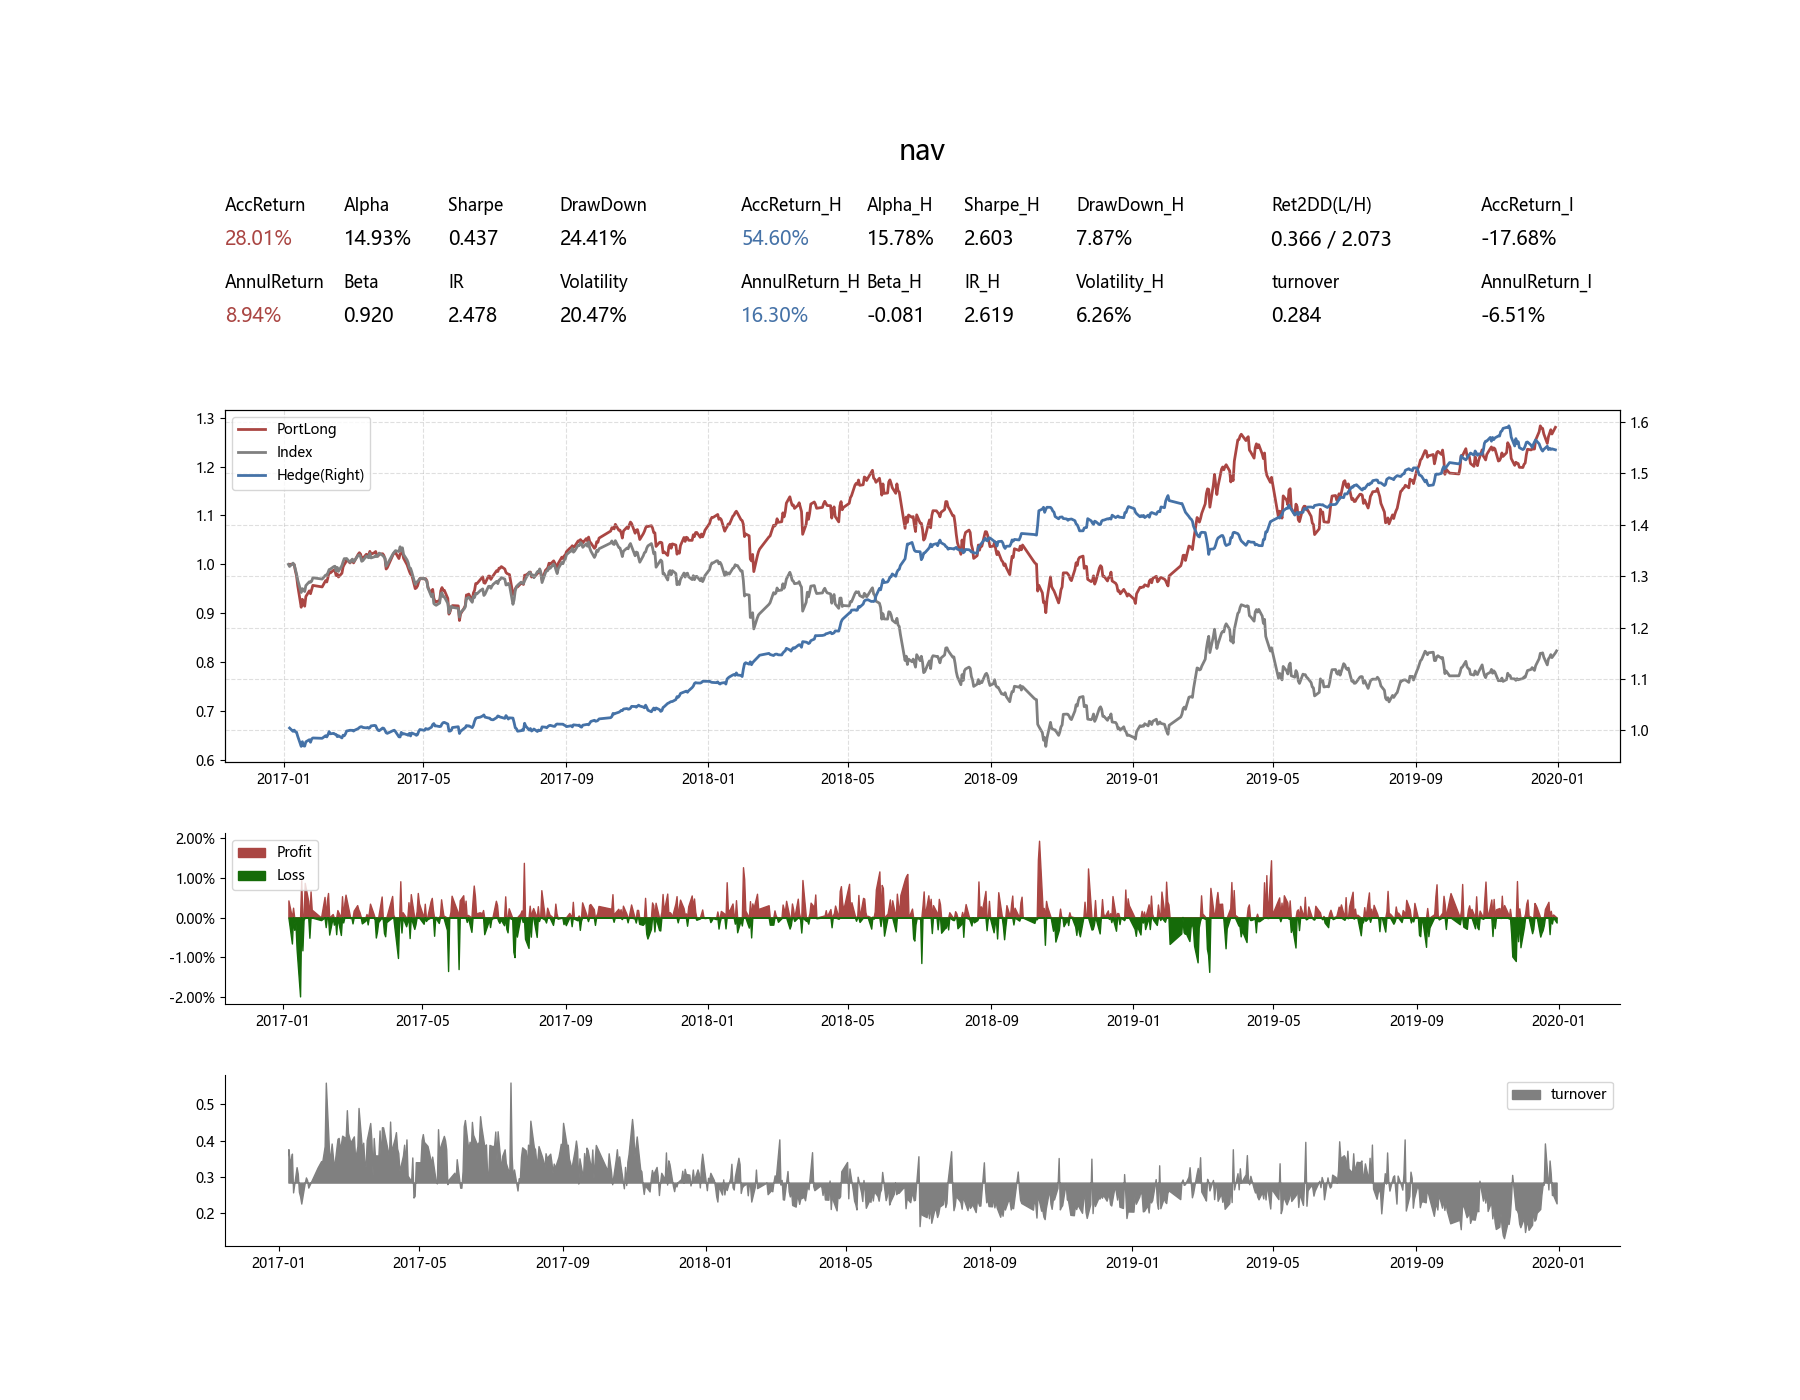 nav
AccReturn Alpha Sharpe DrawDown AccReturn_H Alpha_H Sharpe_H DrawDown_H Ret2DD(L/H) AccReturn_I
28.01% 14.93% 0.437 24.41% 54.60% 15.78% 2.603 7.87% 0.366 / 2.073 -17.68%
AnnulReturn Beta IR Volatility AnnulReturn_H Beta_H IR_H Volatility_H turnover AnnulReturn_I
8.94% 0.920 2.478 20.47% 16.30% -0.081 2.619 6.26% 0.284 -6.51%
PortLong
Index
Hedge(Right)
1.3
1.2
1.1
1.0
0.9
0.8
0.7
0.6
1.6
1.5
1.4
1.3
1.2
1.1
1.0
2017-01 2017-05 2017-09 2018-01 2018-05 2018-09 2019-01 2019-05 2019-09 2020-01
Profit
Loss
2.00%
1.00%
0.00%
-1.00%
-2.00%
2017-01 2017-05 2017-09 2018-01 2018-05 2018-09 2019-01 2019-05 2019-09 2020-01
turnover
0.5
0.4
0.3
0.2
2017-01 2017-05 2017-09 2018-01 2018-05 2018-09 2019-01 2019-05 2019-09 2020-01